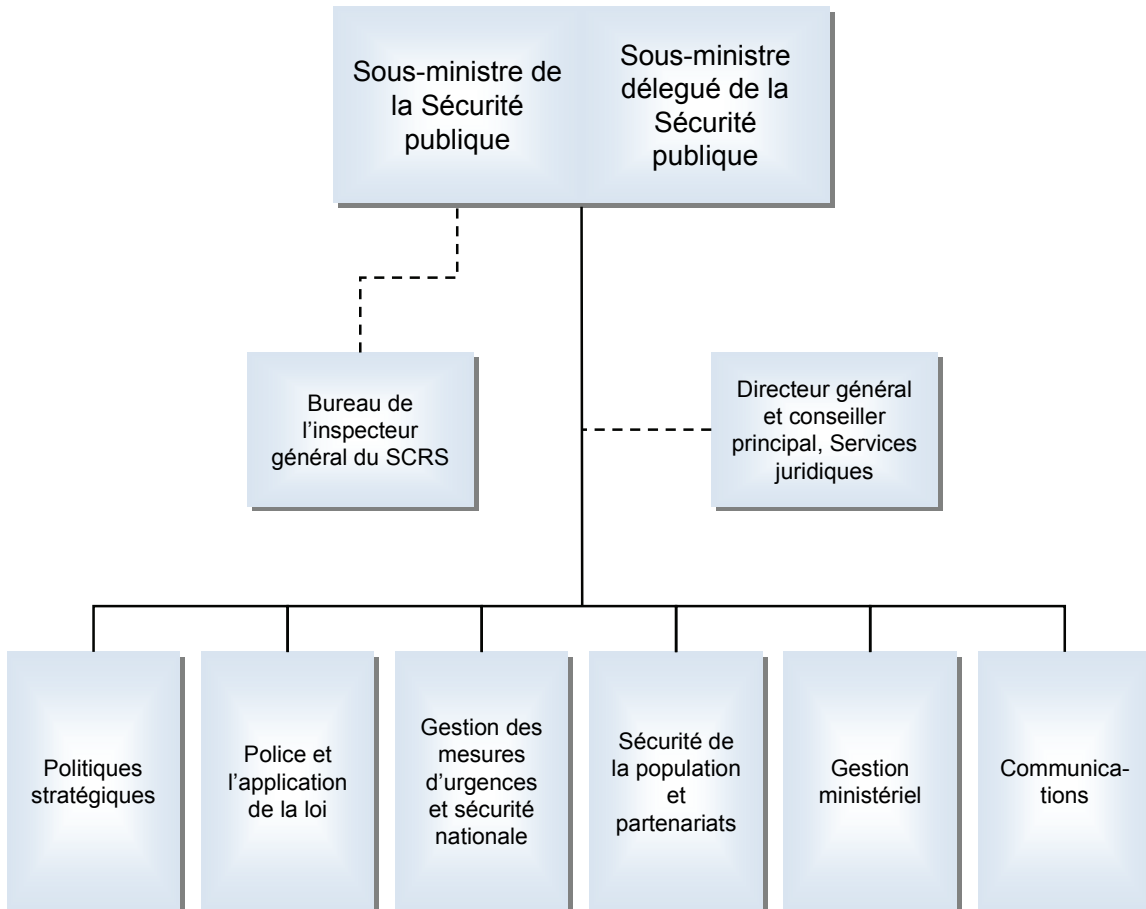 Sous-ministre de
la Sécurité
publique
Sous-ministre
délegué de la
Sécurité
publique
Bureau de
l’inspecteur
général du SCRS
Directeur général
et conseiller
principal, Services
juridiques
Politiques
stratégiques
Police et
l’application
de la loi
Gestion des
mesures
d’urgences
et sécurité
nationale
Sécurité de
la population
et
partenariats
Gestion
ministériel
Communica-
tions